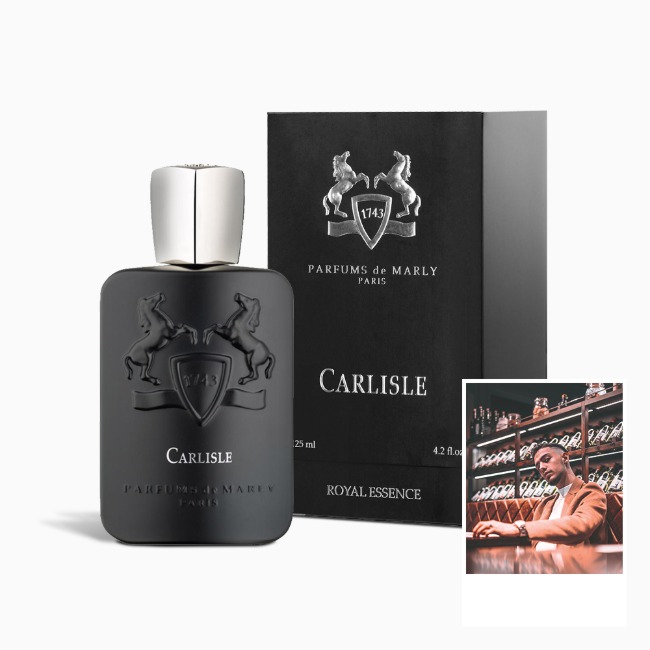 1743
PARFUMS de MARLY
PARIS
CARLISLE
25 ml
4.2 fl.oz
ROYAL ESSENCE
1743
CARLISLE
PARFUMS de MARLY
PARIS